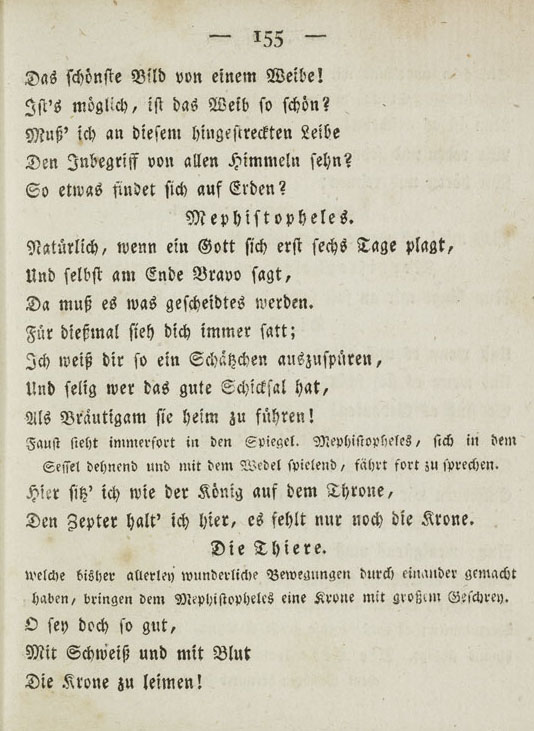 — 155 —
Das schönste Bild von einem Weibe!
Ist's möglich, ist das Weib so schön?
Muß' ich an diesem hingestreckten Leibe
Den Inbegriff von allen Himmeln sehn?
So etwas findet sich auf Erden?
Mephistopheles.
Natürlich, wenn ein Gott sich erst sechs Tage plagt,
Und selbst am Ende Bravo sagt,
Da muß es was gescheidtes werden.
Für dießmal sieh dich immer satt;
Ich weiß dir so ein Schätzchen auszuspüren,
Und selig wer das gute Schicksal hat,
Als Bräutigam sie heim zu führen!
Faust sieht immerfort in den Spiegel. Mephistopheles, sich in dem
Sessel dehnend und mit dem Wedel spielend, fährt fort zu sprechen.
Hier sitz' ich wie der König auf dem Throne,
Den Zepter halt' ich hier, es fehlt nur noch die Krone.
Die Thiere.
welche bisher allerley wunderliche Bewegungen durch einander gemacht
haben, bringen dem Mephistopheles eine Krone mit großem Geschrey.
O sey doch so gut,
Mit Schweiß und mit Blut
Die Krone zu leimen!